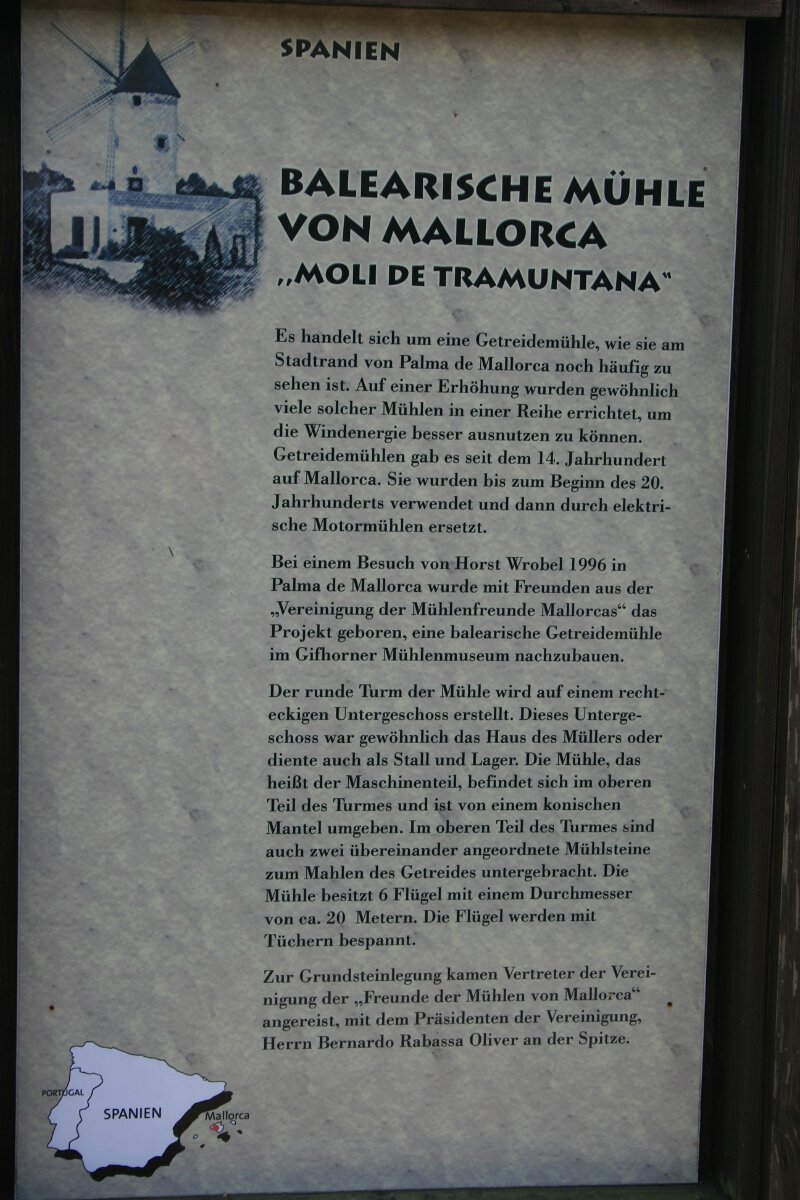 SPANIEN
BALEARISCHE MÜHLE
VON MALLORCA
„MOLI DE TRAMUNTANA“
Es handelt sich um eine Getreidemühle, wie sie am
Stadtrand von Palma de Mallorca noch häufig zu
sehen ist. Auf einer Erhöhung wurden gewöhnlich
viele solcher Mühlen in einer Reihe errichtet, um
die Windenergie besser ausnutzen zu können.
Getreidemühlen gab es seit dem 14. Jahrhundert
auf Mallorca. Sie wurden bis zum Beginn des 20.
Jahrhunderts verwendet und dann durch elektri-
sche Motormühlen ersetzt.
Bei einem Besuch von Horst Wrobel 1996 in
Palma de Mallorca wurde mit Freunden aus der
„Vereinigung der Mühlenfreunde Mallorcas“ das
Projekt geboren, eine balearische Getreidemühle
im Gifhorner Mühlenmuseum nachzubauen.
Der runde Turm der Mühle wird auf einem recht-
eckigen Untergeschoss erstellt. Dieses Unterge-
schoss war gewöhnlich das Haus des Müllers oder
diente auch als Stall und Lager. Die Mühle, das
heißt der Maschinenteil, befindet sich im oberen
Teil des Turmes und ist von einem konischen
Mantel umgeben. Im oberen Teil des Turmes sind
auch zwei übereinander angeordnete Mühlsteine
zum Mahlen des Getreides untergebracht. Die
Mühle besitzt 6 Flügel mit einem Durchmesser
von ca. 20 Metern. Die Flügel werden mit
Tüchern bespannt.
Zur Grundsteinlegung kamen Vertreter der Verei-
nigung der „Freunde der Mühlen von Mallorca“
angereist, mit dem Präsidenten der Vereinigung,
Herrn Bernardo Rabassa Oliver an der Spitze.
PORTUGAL
SPANIEN
Mallorca